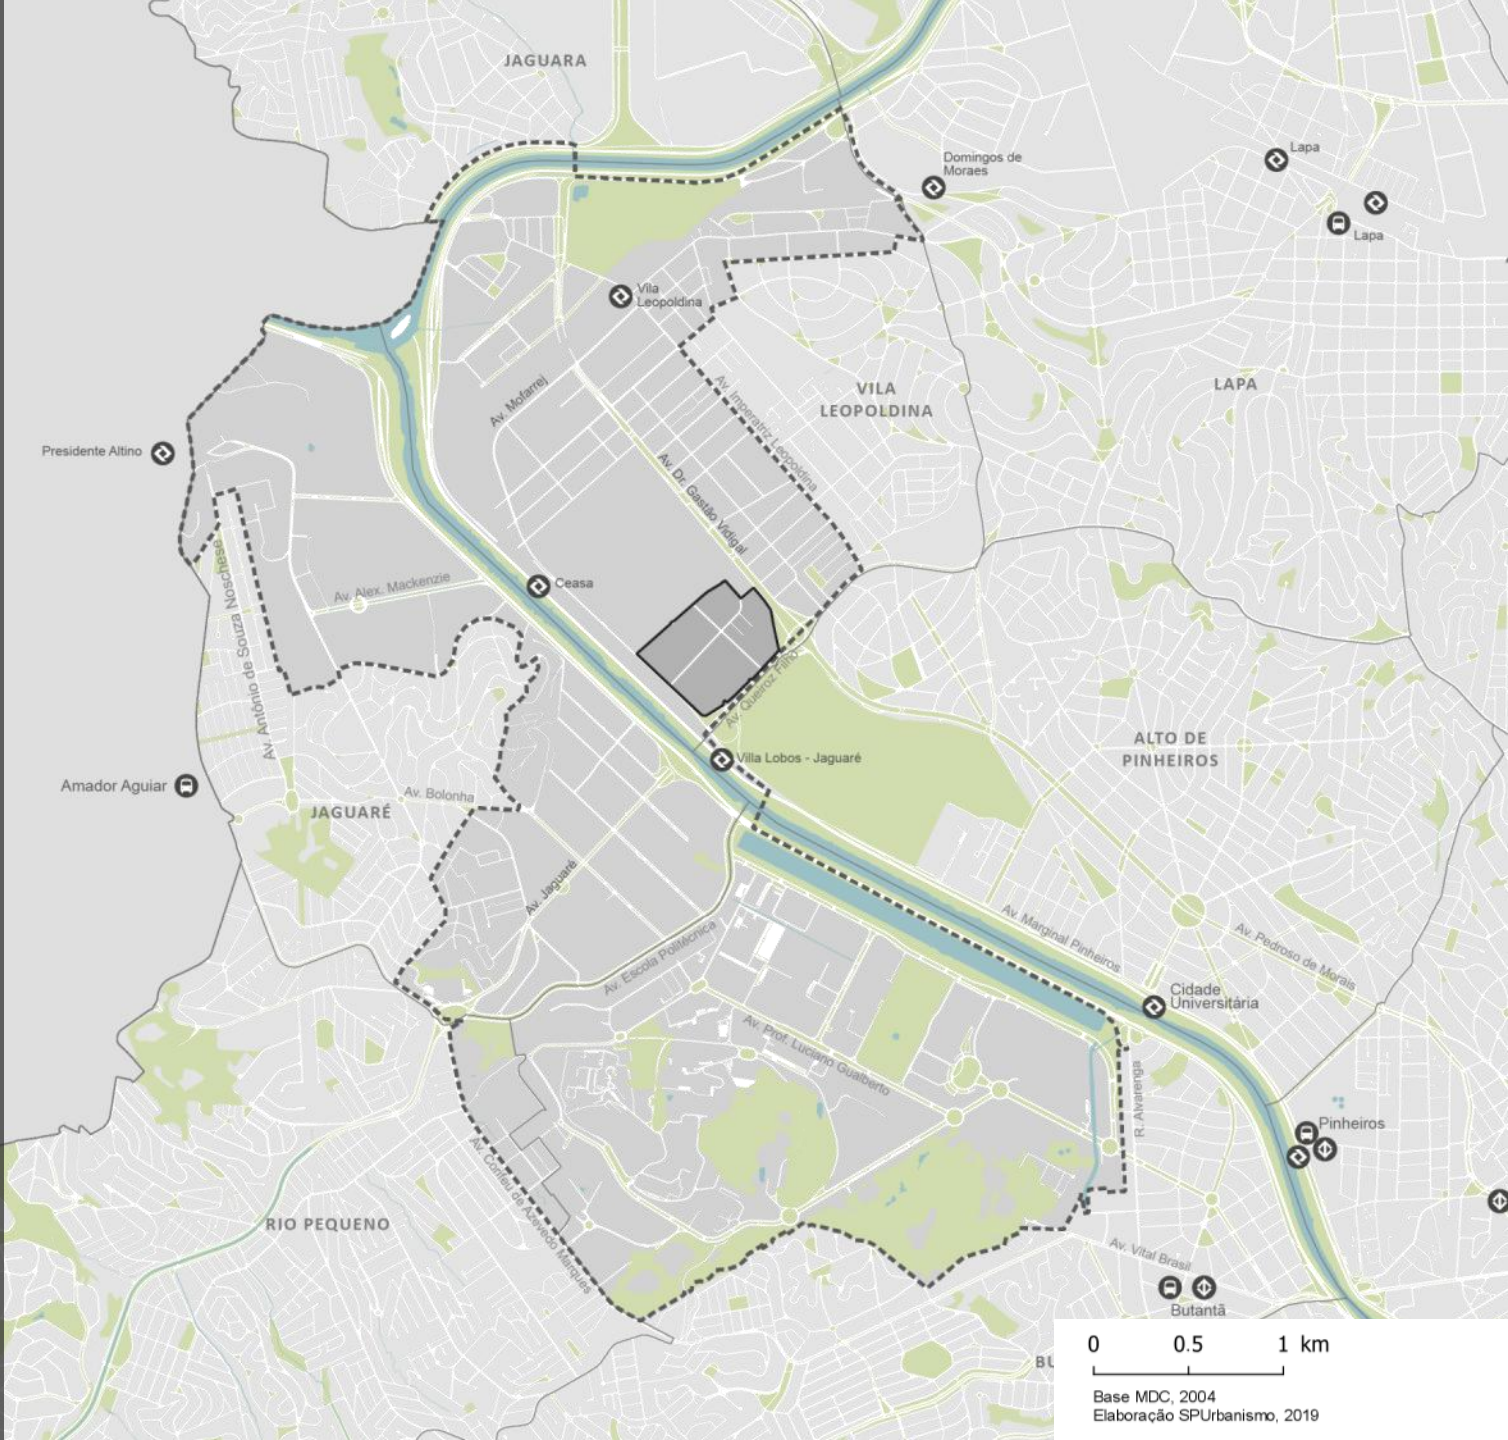 JAGUARA
Domingos de
Moraes
Lapa
Lapa
Vila
Leopoldina
Av. Mofarrej
Av. Imperatriz Leopoldina
VILA
LEOPOLDINA
LAPA
Presidente Altino
Av. Dr. Gastão Vidigal
Av. Antônio de Souza Noschese
Av. Alex. Mackenzie
Ceasa
Av. Queiroz Filho
Villa Lobos - Jaguaré
ALTO DE
PINHEIROS
Amador Aguiar
Av. Bolonha
JAGUARÉ
Av. Jaguaré
Av. Escola Politécnica
Av. Marginal Pinheiros
Av. Pedroso de Morais
Cidade
Universitária
Av. Prof. Luciano Gualberto
R. Alvarenga
Pinheiros
Av. Corifeu de Azevedo Marques
RIO PEQUENO
Av. Vital Brasil
Butantã
BU
0 0.5 1 km
Base MDC, 2004
Elaboração SPUrbanismo, 2019